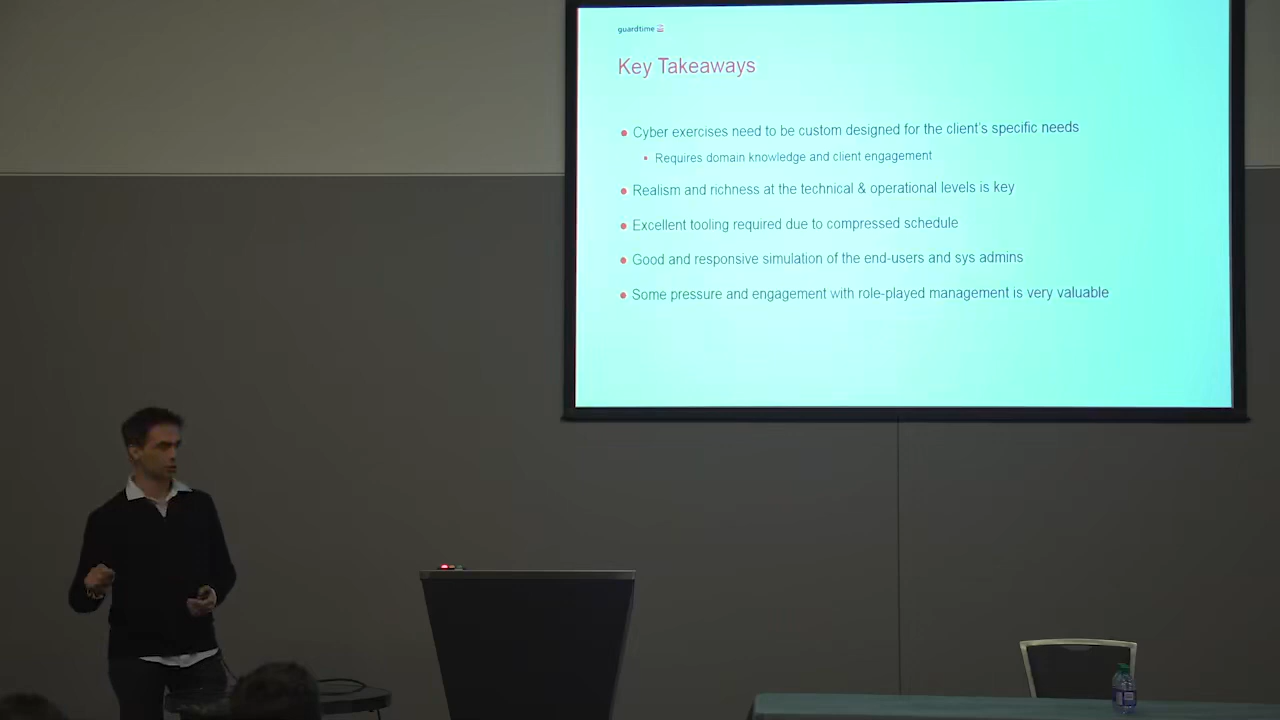 guardtime
Key Takeaways
Cyber exercises need to be custom designed for the client's specific needs
Requires domain knowledge and client engagement
Realism and richness at the technical & operational levels is key
Excellent tooling required due to compressed schedule
Good and responsive simulation of the end-users and sys admins
Some pressure and engagement with role-played management is very valuable